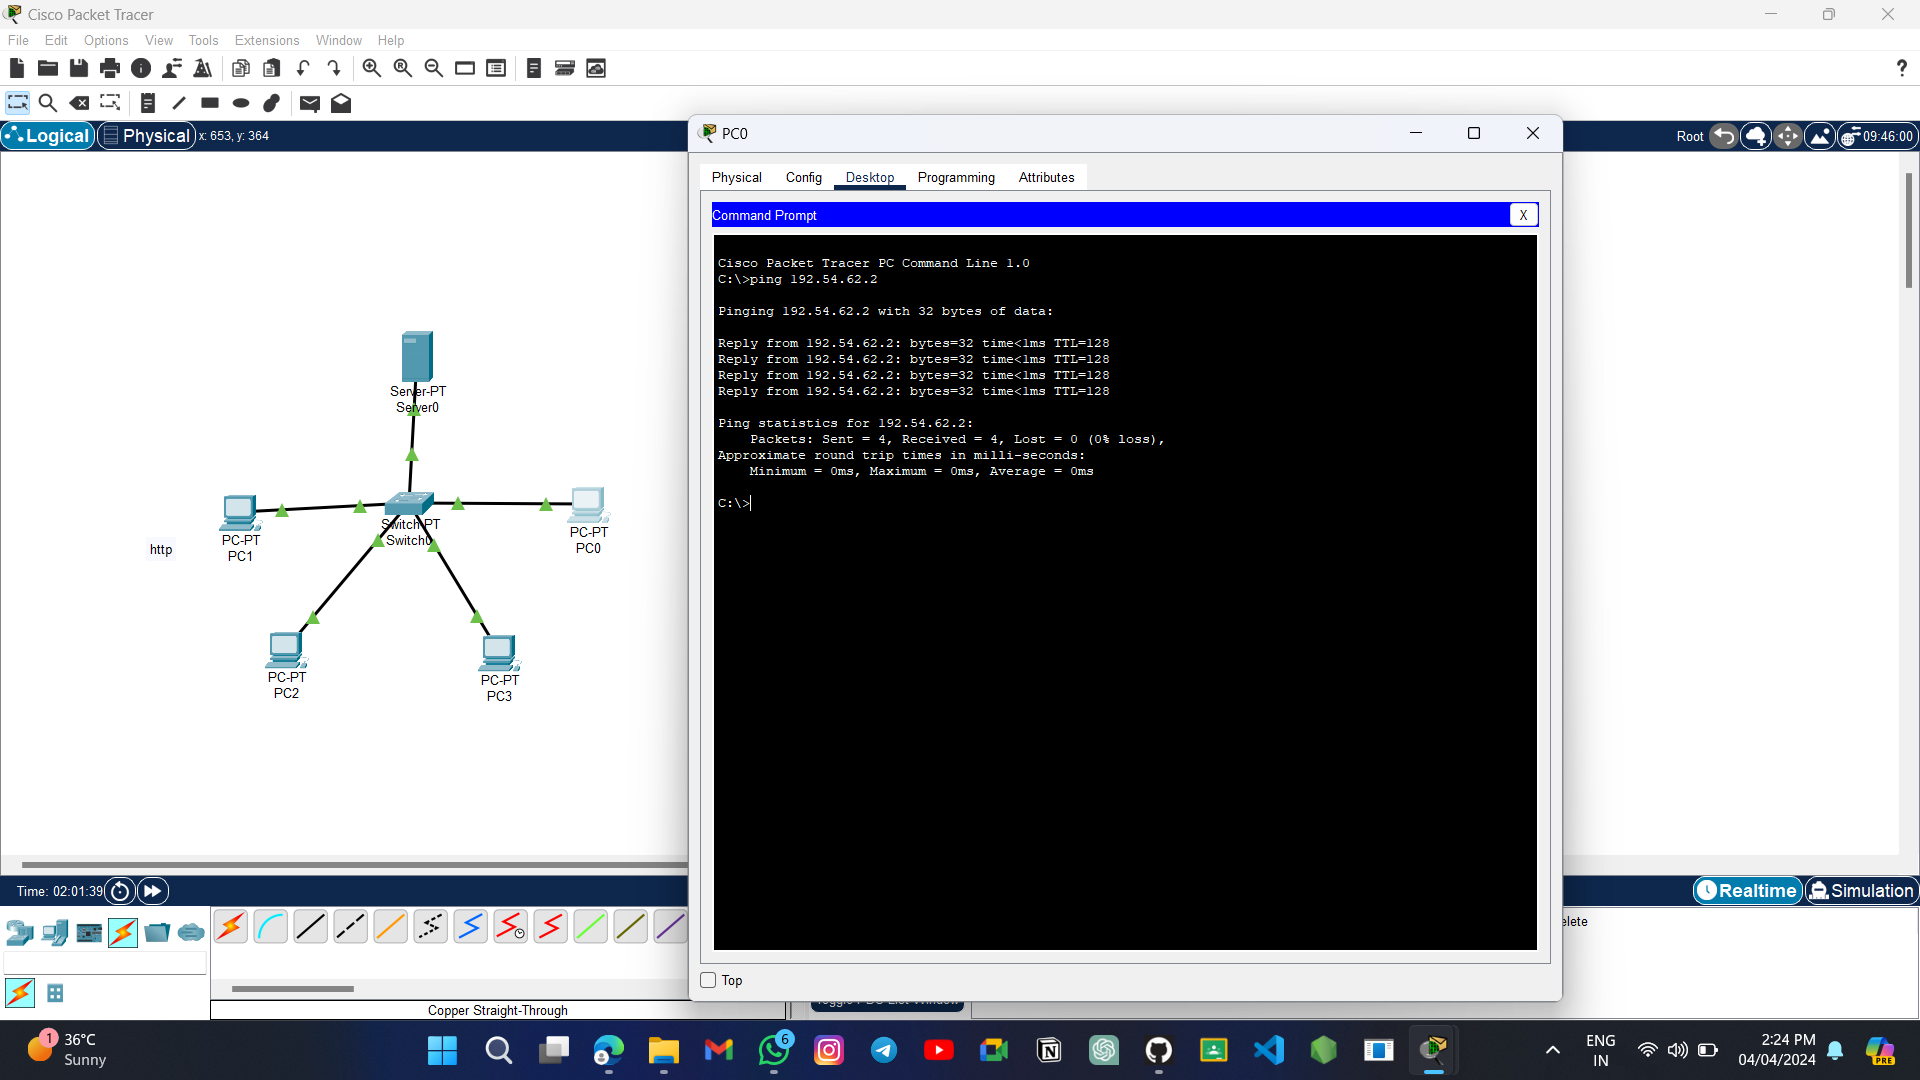 Cisco Packet Tracer
File Edit Options View Tools Extensions Window Help
Logical Physical x: 653, y: 364
Root 09:46:00
PC0
Physical Config Desktop Programming Attributes
Command Prompt X
Cisco Packet Tracer PC Command Line 1.0
C:\>ping 192.54.62.2
Pinging 192.54.62.2 with 32 bytes of data:
Reply from 192.54.62.2: bytes=32 time<1ms TTL=128
Reply from 192.54.62.2: bytes=32 time<1ms TTL=128
Reply from 192.54.62.2: bytes=32 time<1ms TTL=128
Reply from 192.54.62.2: bytes=32 time<1ms TTL=128
Ping statistics for 192.54.62.2:
Packets: Sent = 4, Received = 4, Lost = 0 (0% loss),
Approximate round trip times in milli-seconds:
Minimum = 0ms, Maximum = 0ms, Average = 0ms
C:\>
Top
Server-PT
Server0
Switch-PT
Switch0
PC-PT
PC1
PC-PT
PC0
http
PC-PT
PC2
PC-PT
PC3
Time: 02:01:39
Realtime Simulation
elete
Copper Straight-Through
1
36°C
Sunny
6
ENG
IN
2:24 PM
04/04/2024
PRE